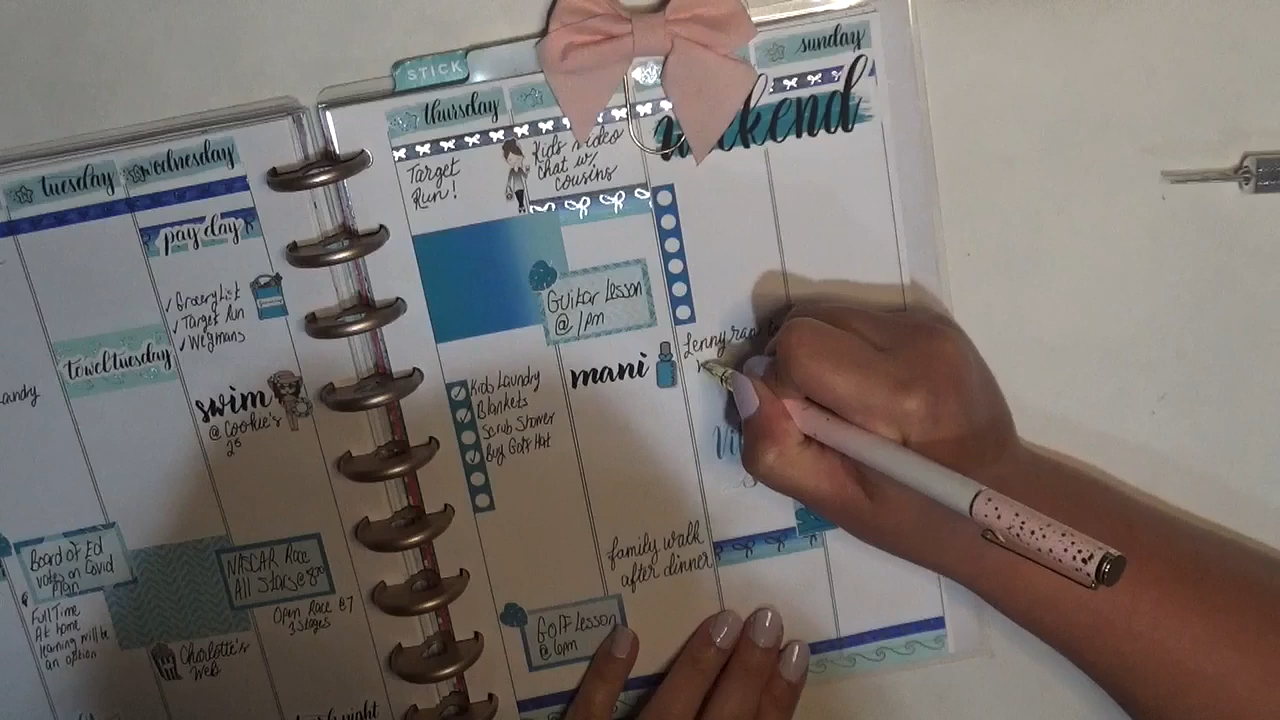 STICK
tuesday
wednesday
thursday
sunday
weekend
pay day
✓ Grocery List
✓ Target Run
✓ Wegmans
towel tuesday
swim
@ Cookie's
Board of Ed
votes on Covid
Plan
Full Time
At home
learning will be
an option
NASCAR Race
All Stars @
Open Race @7
3 stages
Charlotte's
Web
night
Target
Run!
Kids video
chat w/
cousins
Guitar Lesson
@ 1pm
mani
Kids Laundry
Blankets
Scrub Shower
Buy Golf Hat
family walk
after dinner
Golf Lesson
@ 6pm
Lenny ran